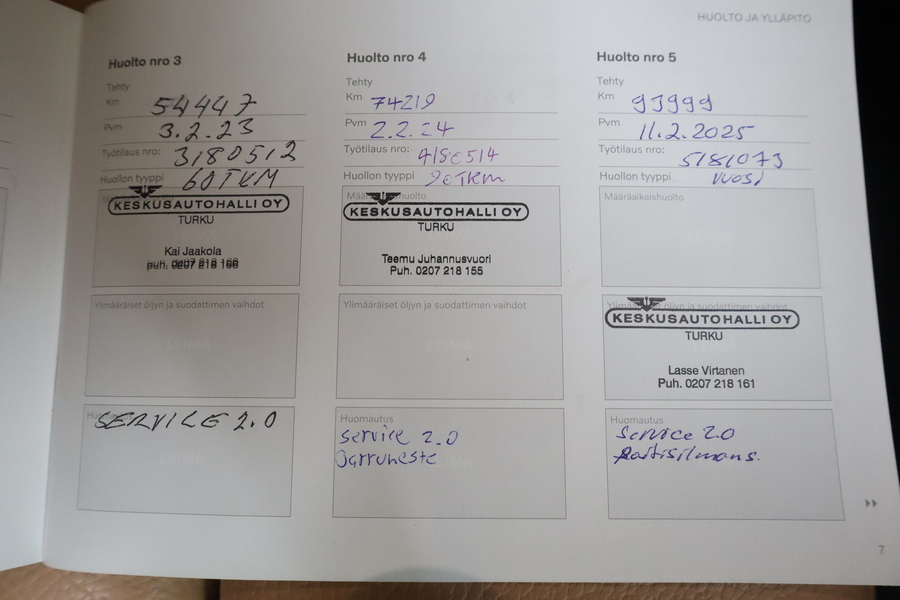 HUOLTO JA YLLÄPITO
Huolto nro 3
Tehty
Km 54447
Pvm 3.2.23
Työtilaus nro: 3180512
Huollon tyyppi 60TKM
KESKUSAUTOHALLI OY
TURKU
Kai Jaakola
puh. 0207 218 166
Ylimääräiset öljyn ja suodattimen vaihdot
SERVICE 2.0
Huolto nro 4
Tehty
Km 74219
Pvm 2.2.24
Työtilaus nro: 4180514
Huollon tyyppi 90TKm
Määräaikaishuolto
KESKUSAUTOHALLI OY
TURKU
Teemu Juhannusvuori
Puh. 0207 218 155
Ylimääräiset öljyn ja suodattimen vaihdot
Huomautus
Service 2.0
Jarruneste
Huolto nro 5
Tehty
Km 93999
Pvm 11.2.2025
Työtilaus nro: 5181073
Huollon tyyppi vuosi
Määräaikaishuolto
Ylimääräiset öljyn ja suodattimen vaihdot
KESKUSAUTOHALLI OY
TURKU
Lasse Virtanen
Puh. 0207 218 161
Huomautus
Service 2.0
Raitisilmans.
7